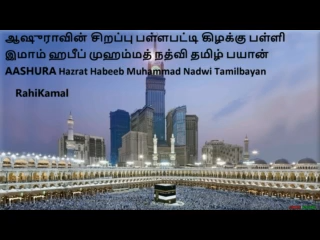 ஆஷுராவின் சிறப்பு பள்ளபட்டி கிழக்கு பள்ளி
இமாம் ஹபீப் முஹம்மத் நத்வி தமிழ் பயான்
AASHURA Hazrat Habeeb Muhammad Nadwi Tamilbayan
RahiKamal